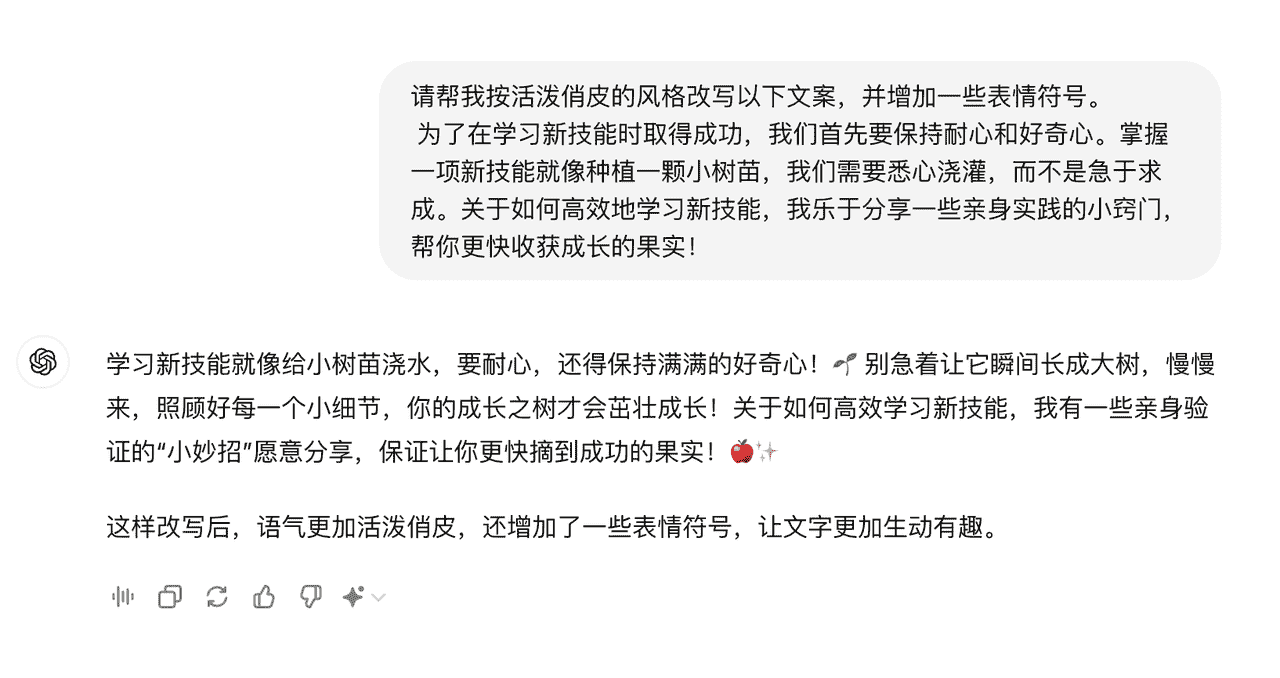 请帮我按活泼俏皮的风格改写以下文案，并增加一些表情符号。
为了在学习新技能时取得成功，我们首先要保持耐心和好奇心。掌握
一项新技能就像种植一颗小树苗，我们需要悉心浇灌，而不是急于求
成。关于如何高效地学习新技能，我乐于分享一些亲身实践的小窍门，
帮你更快收获成长的果实！
学习新技能就像给小树苗浇水，要耐心，还得保持满满的好奇心！🌱 别急着让它瞬间长成大树，慢慢
来，照顾好每一个小细节，你的成长之树才会茁壮成长！关于如何高效学习新技能，我有一些亲身验
证的“小妙招”愿意分享，保证让你更快摘到成功的果实！🍎✨
这样改写后，语气更加活泼俏皮，还增加了一些表情符号，让文字更加生动有趣。